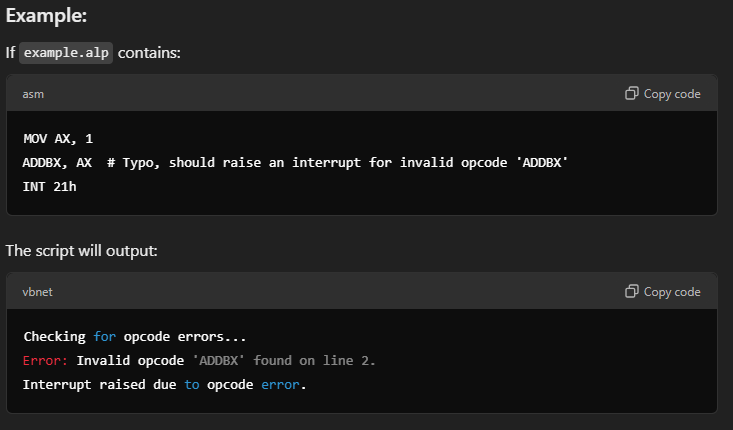 Example:
If example.alp contains:
asm
Copy code
MOV AX, 1
ADDBX, AX  # Typo, should raise an interrupt for invalid opcode 'ADDBX'
INT 21h
The script will output:
vbnet
Copy code
Checking for opcode errors...
Error: Invalid opcode 'ADDBX' found on line 2.
Interrupt raised due to opcode error.